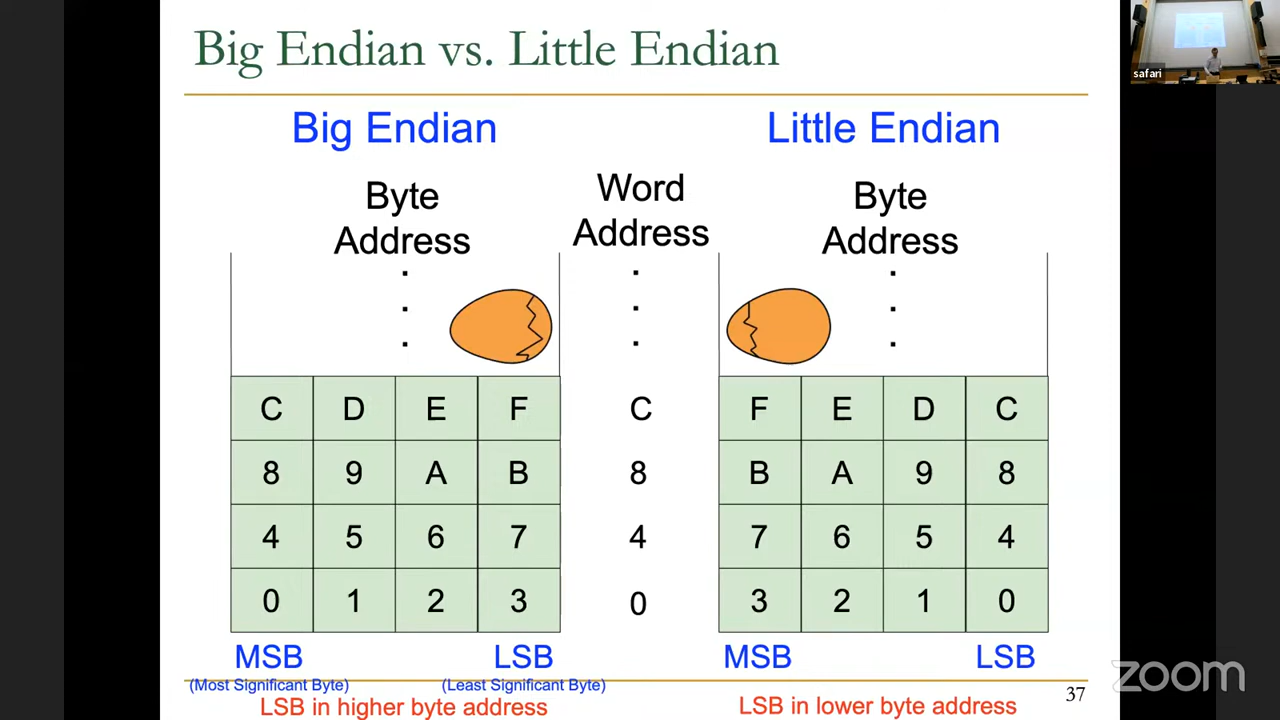 Big Endian vs. Little Endian
safari
Big Endian
Little Endian
Byte
Address
Word
Address
Byte
Address
C D E F C F E D C
8 9 A B 8 B A 9 8
4 5 6 7 4 7 6 5 4
0 1 2 3 0 3 2 1 0
MSB LSB MSB LSB
(Most Significant Byte) (Least Significant Byte)
LSB in higher byte address
LSB in lower byte address
37
zoom